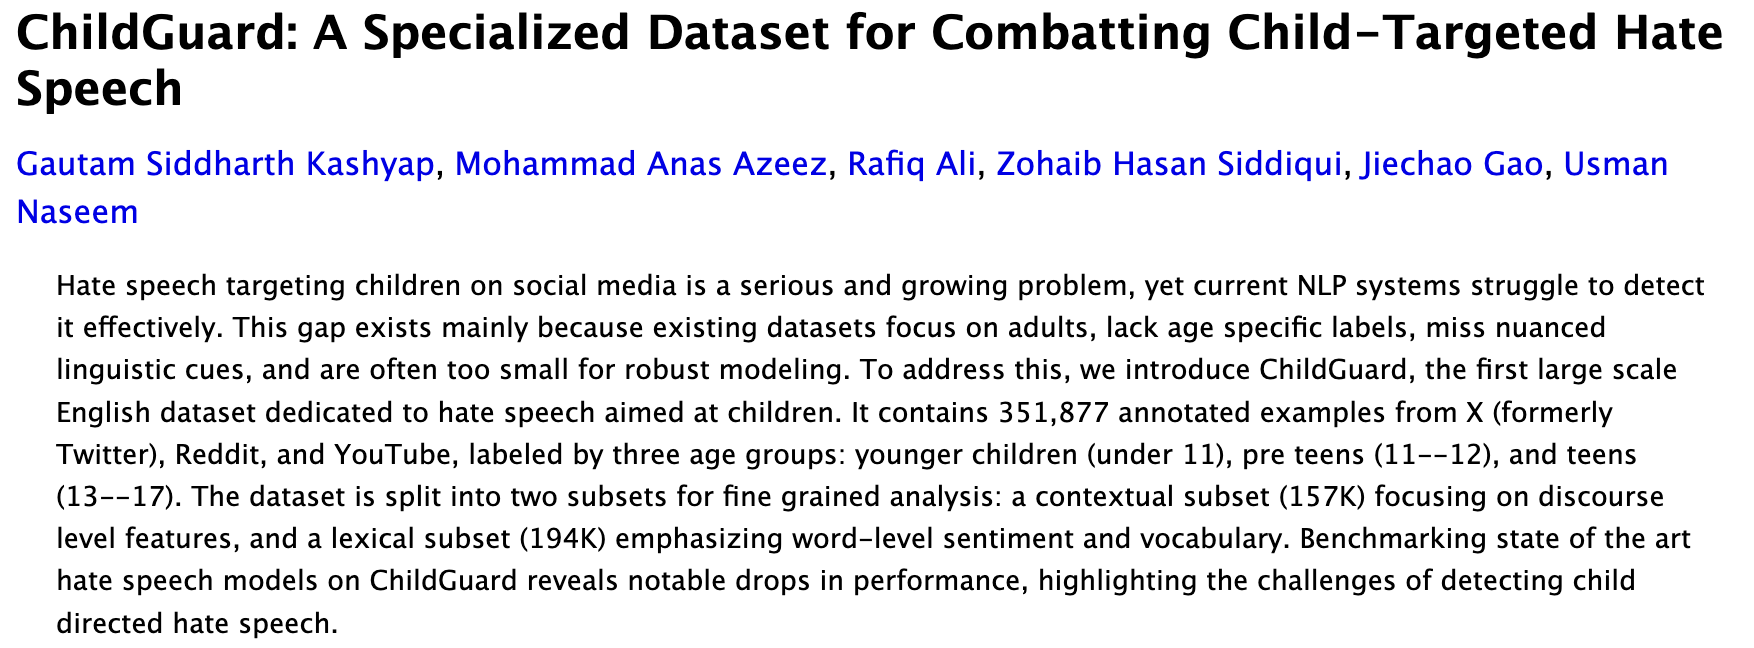 ChildGuard: A Specialized Dataset for Combatting Child-Targeted Hate
Speech
Gautam Siddharth Kashyap, Mohammad Anas Azeez, Rafiq Ali, Zohaib Hasan Siddiqui, Jiechao Gao, Usman
Naseem
Hate speech targeting children on social media is a serious and growing problem, yet current NLP systems struggle to detect
it effectively. This gap exists mainly because existing datasets focus on adults, lack age specific labels, miss nuanced
linguistic cues, and are often too small for robust modeling. To address this, we introduce ChildGuard, the first large scale
English dataset dedicated to hate speech aimed at children. It contains 351,877 annotated examples from X (formerly
Twitter), Reddit, and YouTube, labeled by three age groups: younger children (under 11), pre teens (11--12), and teens
(13--17). The dataset is split into two subsets for fine grained analysis: a contextual subset (157K) focusing on discourse
level features, and a lexical subset (194K) emphasizing word-level sentiment and vocabulary. Benchmarking state of the art
hate speech models on ChildGuard reveals notable drops in performance, highlighting the challenges of detecting child
directed hate speech.